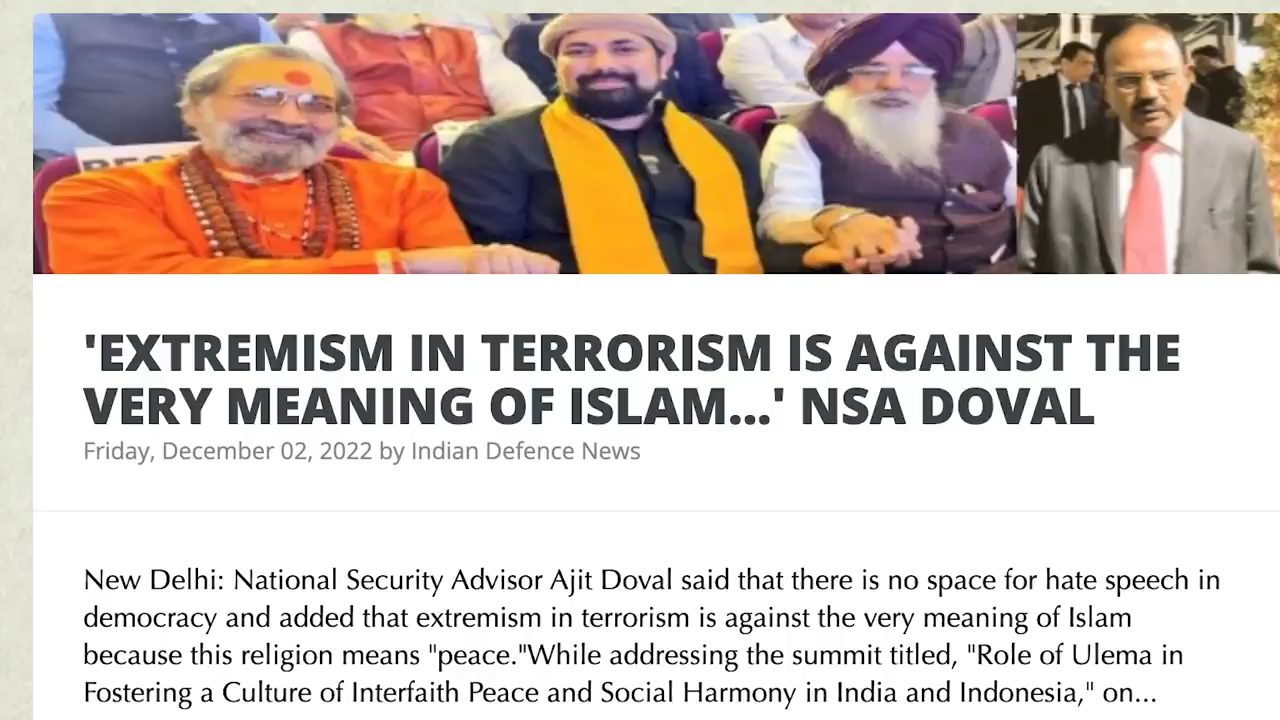 'EXTREMISM IN TERRORISM IS AGAINST THE
VERY MEANING OF ISLAM...' NSA DOVAL
Friday, December 02, 2022 by Indian Defence News
New Delhi: National Security Advisor Ajit Doval said that there is no space for hate speech in
democracy and added that extremism in terrorism is against the very meaning of Islam
because this religion means "peace."While addressing the summit titled, "Role of Ulema in
Fostering a Culture of Interfaith Peace and Social Harmony in India and Indonesia," on...